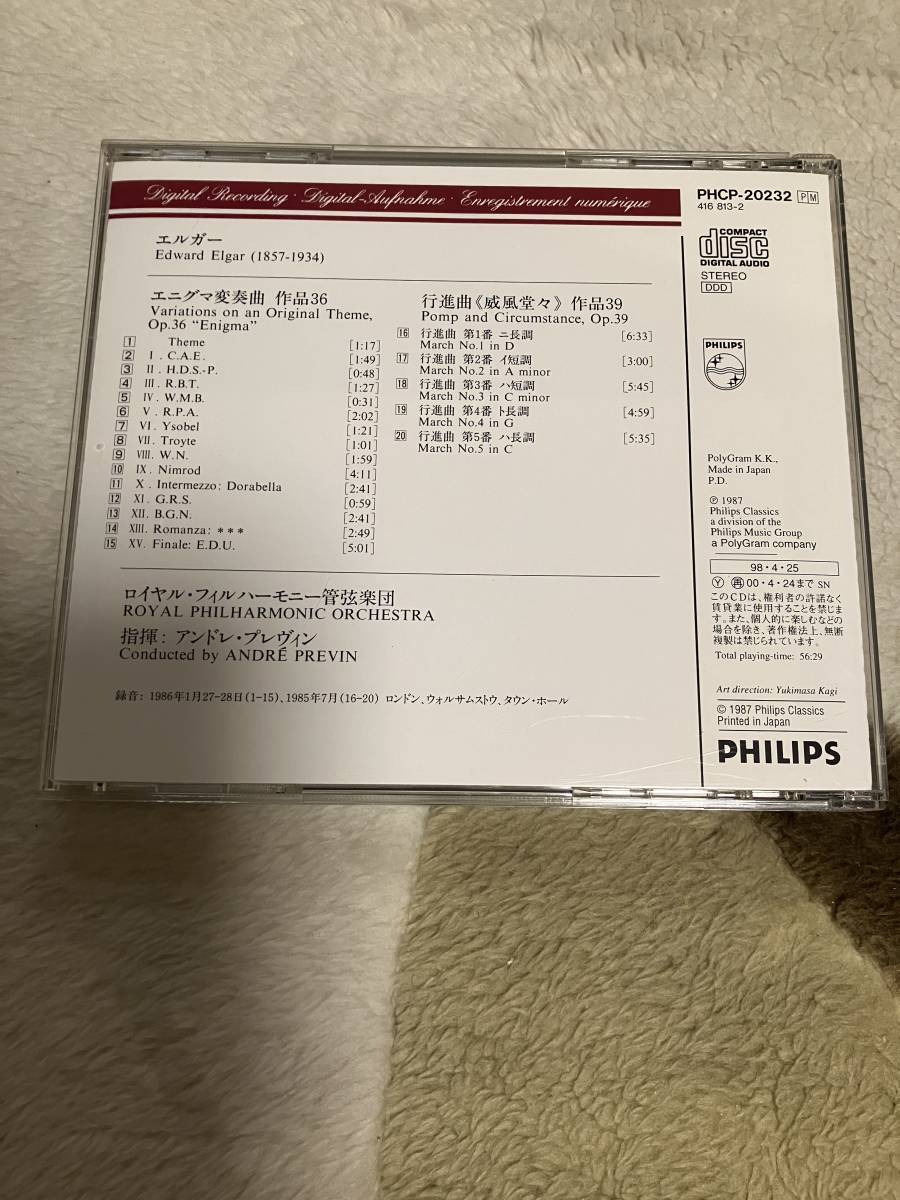 Digital Recording · Digital-Aufnahme · Enregistrement numérique
エルガー
Edward Elgar (1857-1934)
エニグマ変奏曲 作品36
Variations on an Original Theme,
Op.36 “Enigma”
1 Theme [1:17]
2 I. C.A.E. [1:49]
3 II. H.D.S.-P. [0:48]
4 III. R.B.T. [1:27]
5 IV. W.M.B. [0:31]
6 V. R.P.A. [2:02]
7 VI. Ysobel [1:21]
8 VII. Troyte [1:01]
9 VIII. W.N. [1:59]
10 IX. Nimrod [4:11]
11 X. Intermezzo: Dorabella [2:41]
12 XI. G.R.S. [0:59]
13 XII. B.G.N. [2:41]
14 XIII. Romanza: *** [2:49]
15 XV. Finale: E.D.U. [5:01]
行進曲《威風堂々》作品39
Pomp and Circumstance, Op.39
16 行進曲 第1番 ニ長調 [6:33]
March No.1 in D
17 行進曲 第2番 イ短調 [3:00]
March No.2 in A minor
18 行進曲 第3番 ハ短調 [5:45]
March No.3 in C minor
19 行進曲 第4番 ト長調 [4:59]
March No.4 in G
20 行進曲 第5番 ハ長調 [5:35]
March No.5 in C
ロイヤル・フィルハーモニー管弦楽団
ROYAL PHILHARMONIC ORCHESTRA
指揮: アンドレ・プレヴィン
Conducted by ANDRÉ PREVIN
録音: 1986年1月27-28日(1-15)、1985年7月(16-20) ロンドン、ウォルサムストウ、タウン・ホール
PHCP-20232 PM
416 813-2
COMPACT
disc
DIGITAL AUDIO
STEREO
DDD
PHILIPS
PolyGram K.K.,
Made in Japan
P.D.
℗ 1987
Philips Classics
a division of the
Philips Music Group
a PolyGram company
98・4・25
Ⓨ 再 00・4・24まで SN
このCDは、権利者の許諾なく
賃貸業に使用することを禁じま
す。また、個人的に楽しむなどの
場合を除き、著作権法上、無断
複製は禁じられています。
Total playing-time: 56:29
Art direction: Yukimasa Kagi
© 1987 Philips Classics
Printed in Japan
PHILIPS